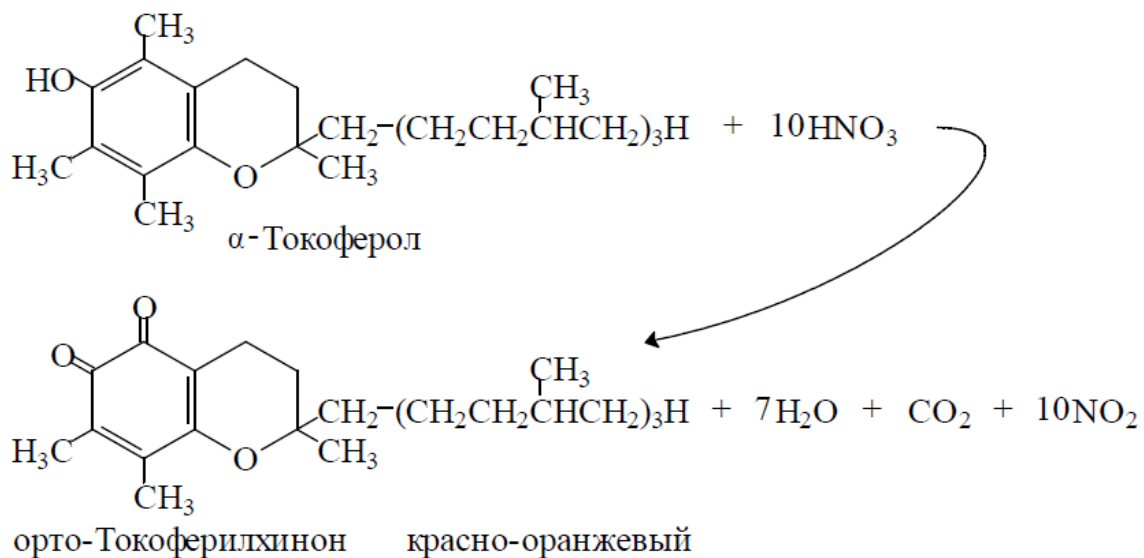 CH₃
HO
CH₃
CH₂-(CH₂CH₂CHCH₂)₃H + 10HNO₃
H₃C
O
CH₃
CH₃
α-Токоферол
O
O
CH₃
CH₂-(CH₂CH₂CHCH₂)₃H + 7H₂O + CO₂ + 10NO₂
H₃C
O
CH₃
CH₃
орто-Токоферилхинон красно-оранжевый